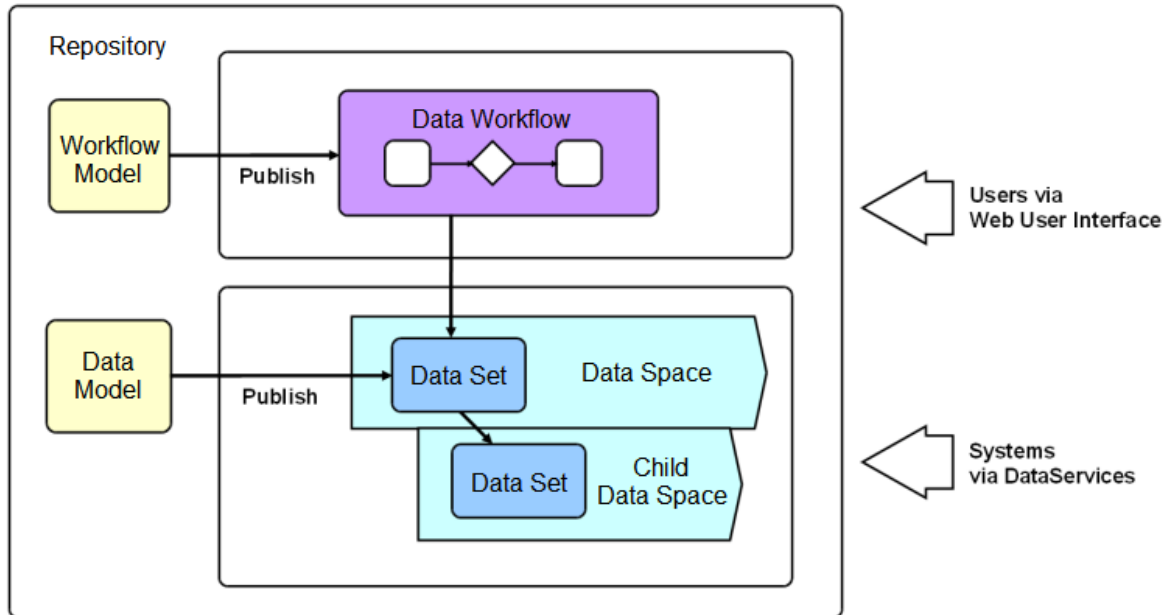 Repository
Workflow
Model
Publish
Data Workflow
Users via
Web User Interface
Data
Model
Publish
Data Set
Data Space
Data Set
Child
Data Space
Systems
via DataServices